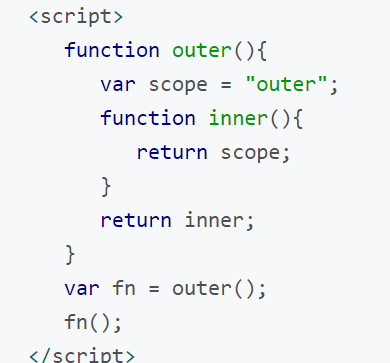 <script>
function outer(){
var scope = "outer";
function inner(){
return scope;
}
return inner;
}
var fn = outer();
fn();
</script>